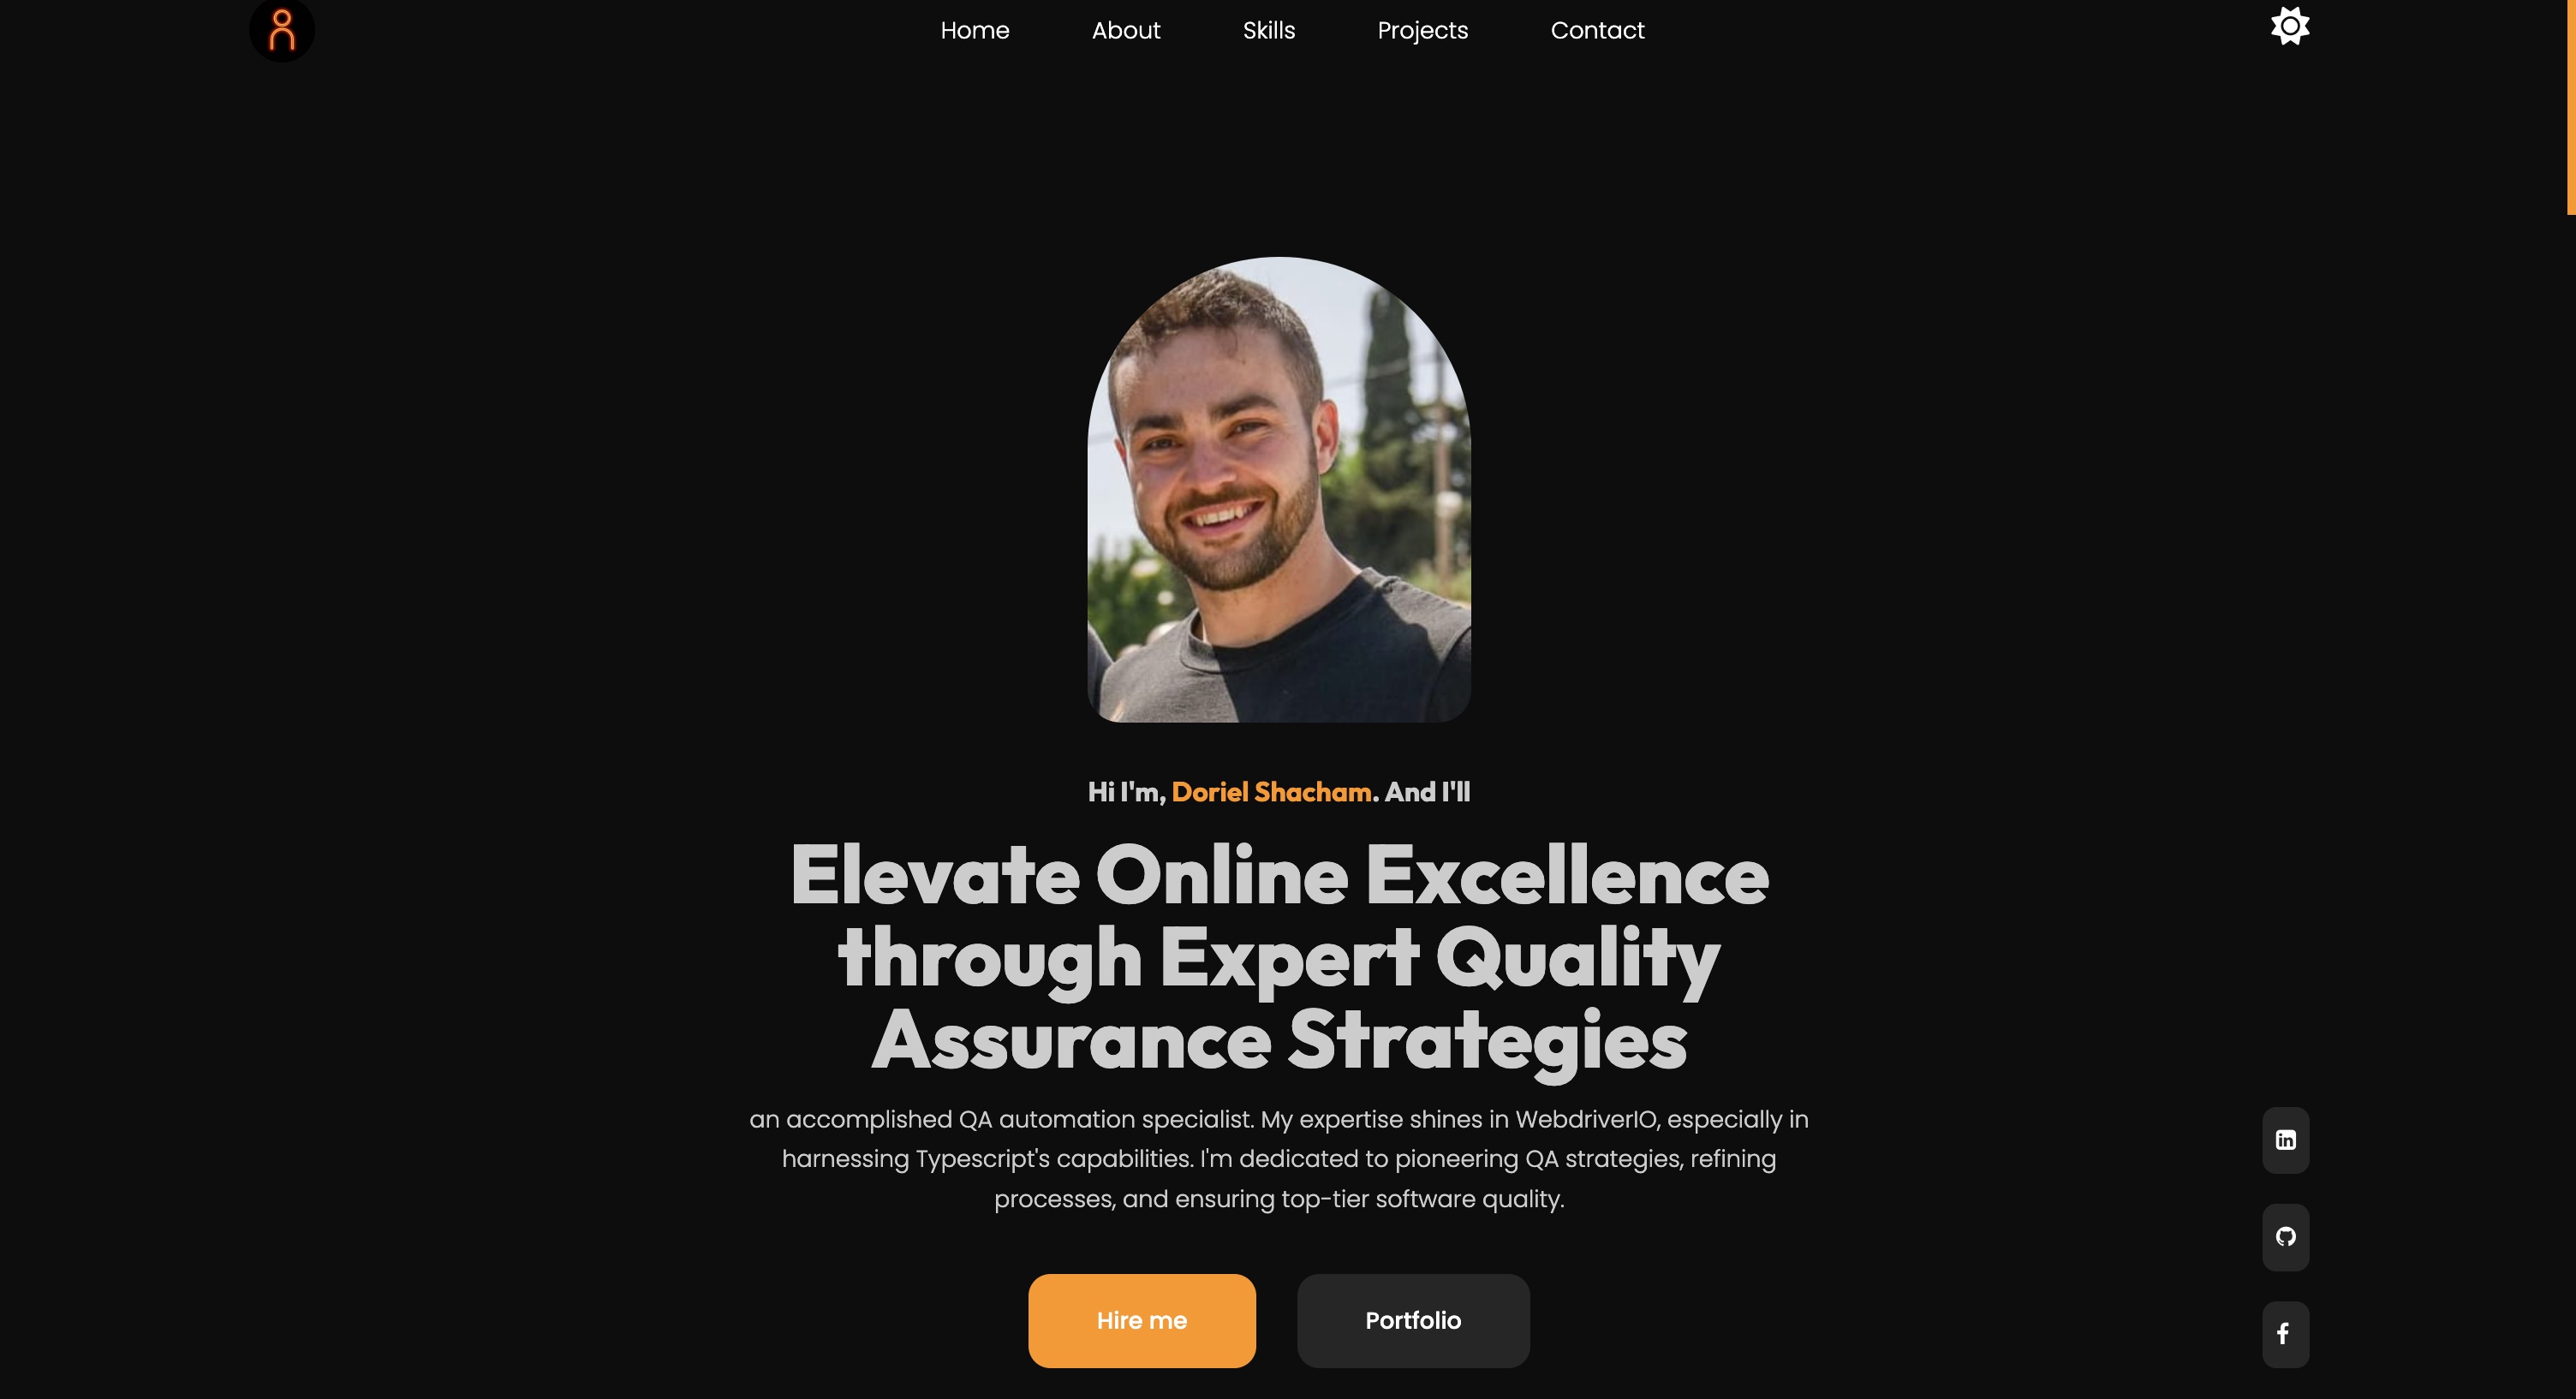 Home About Skills Projects Contact
Hi I'm, Doriel Shacham. And I'll
Elevate Online Excellence
through Expert Quality
Assurance Strategies
an accomplished QA automation specialist. My expertise shines in WebdriverIO, especially in
harnessing Typescript's capabilities. I'm dedicated to pioneering QA strategies, refining
processes, and ensuring top-tier software quality.
Hire me Portfolio